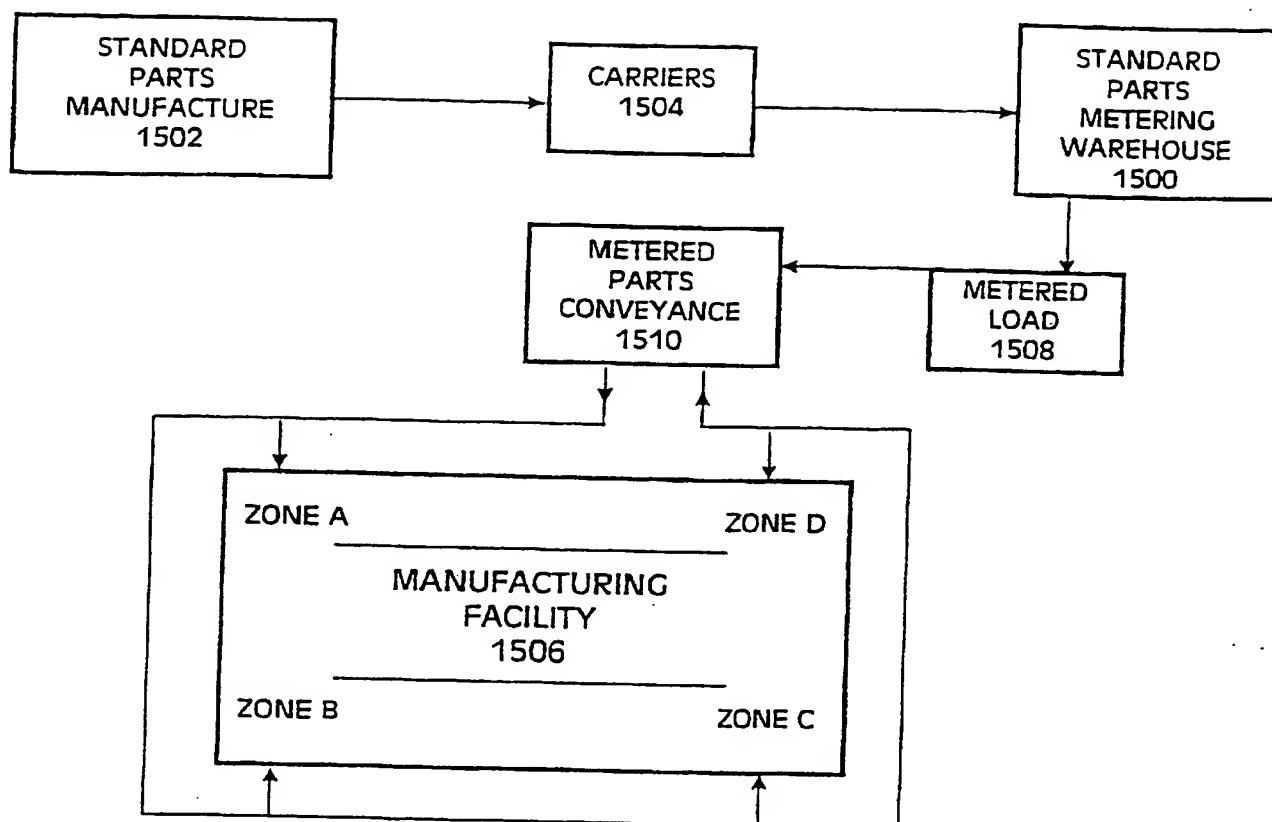 STANDARD
PARTS
MANUFACTURE
1502
CARRIERS
1504
STANDARD
PARTS
METERING
WAREHOUSE
1500
METERED
PARTS
CONVEYANCE
1510
METERED
LOAD
1508
ZONE A
ZONE D
MANUFACTURING
FACILITY
1506
ZONE B
ZONE C